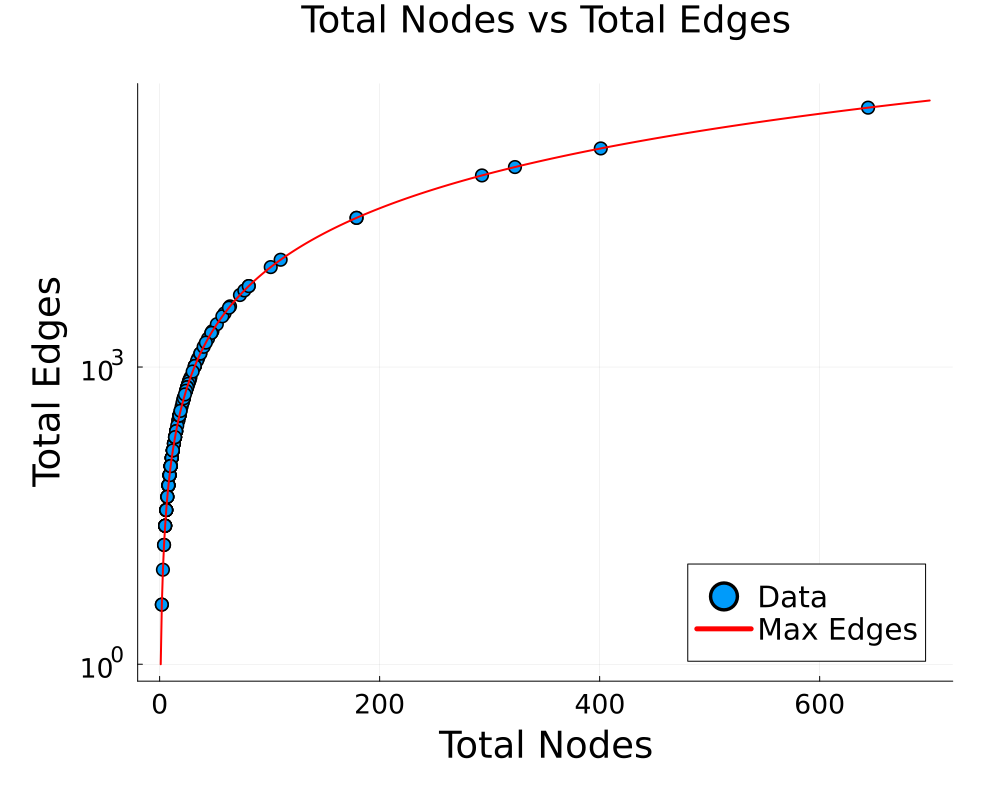 Total Nodes vs Total Edges
Total Edges
10³
10⁰
0 200 400 600
Total Nodes
Data
Max Edges